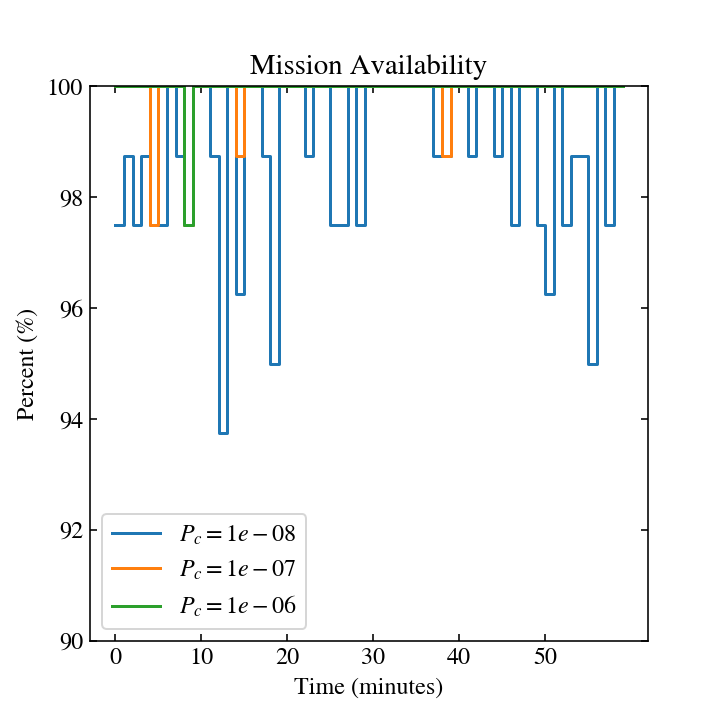 Mission Availability
100
98
96
94
92
90
Percent (%)
P_c = 1e − 08
P_c = 1e − 07
P_c = 1e − 06
0 10 20 30 40 50
Time (minutes)